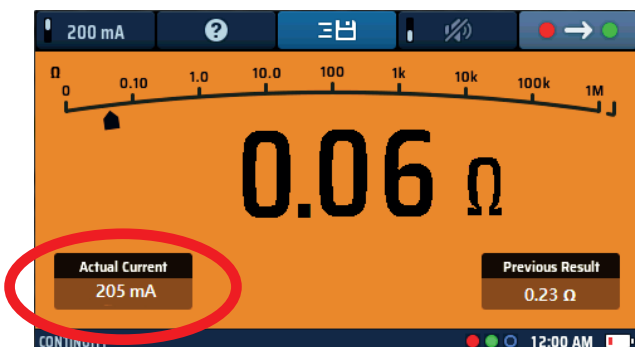 200 mA ?
Ω 0 0.10 1.0 10.0 100 1k 10k 100k 1M
0.06 Ω
Actual Current
205 mA
Previous Result
0.23 Ω
CONTINUITY 12:00 AM